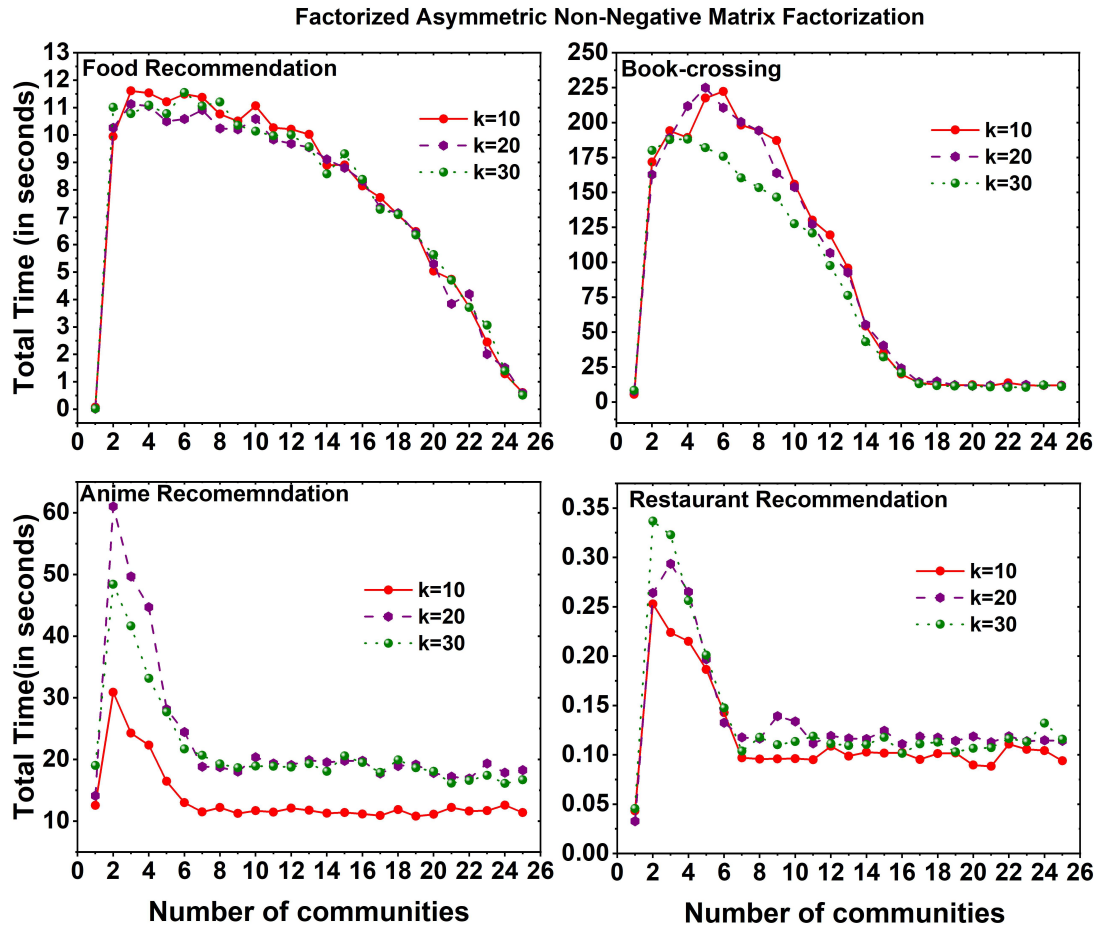 Factorized Asymmetric Non-Negative Matrix Factorization
Food Recommendation
k=10
k=20
k=30
Total Time (in seconds)
13
12
11
10
9
8
7
6
5
4
3
2
1
0
0 2 4 6 8 10 12 14 16 18 20 22 24 26
Book-crossing
k=10
k=20
k=30
250
225
200
175
150
125
100
75
50
25
0
0 2 4 6 8 10 12 14 16 18 20 22 24 26
Anime Recomemndation
k=10
k=20
k=30
Total Time(in seconds)
60
50
40
30
20
10
0 2 4 6 8 10 12 14 16 18 20 22 24 26
Number of communities
Restaurant Recommendation
k=10
k=20
k=30
0.35
0.30
0.25
0.20
0.15
0.10
0.05
0.00
0 2 4 6 8 10 12 14 16 18 20 22 24 26
Number of communities